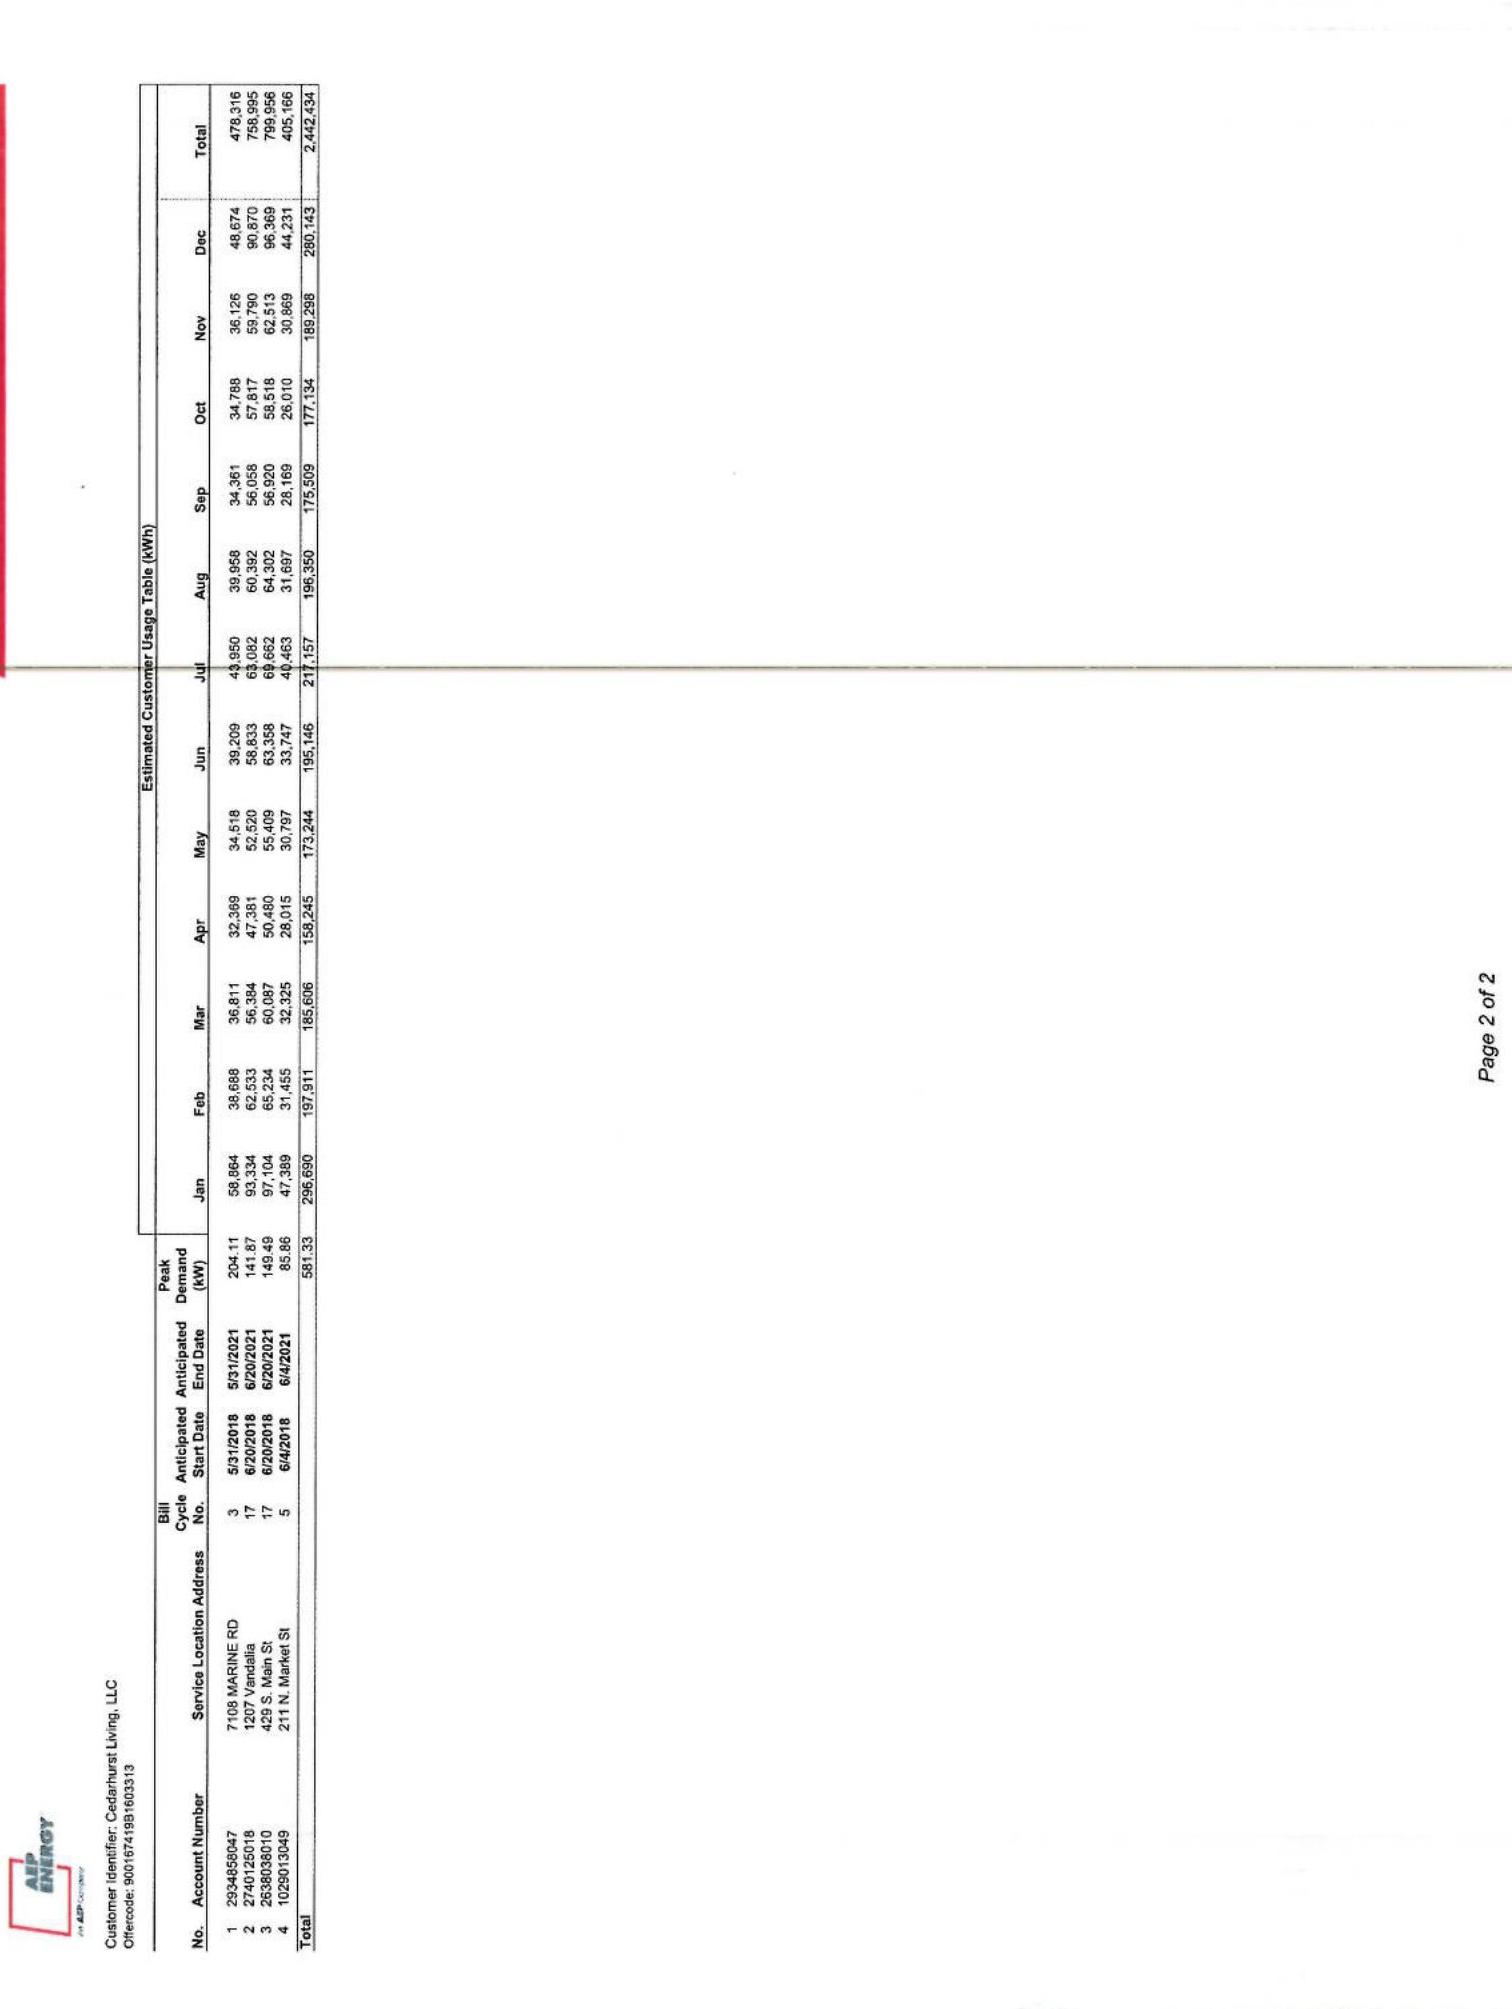 AEP
ENERGY
An AEP Company
Customer Identifier: Cedarhurst Living, LLC
Offercode: 900167419B1603313
Estimated Customer Usage Table (kWh)
Bill Peak
Cycle Anticipated Anticipated Demand
No. Account Number Service Location Address No. Start Date End Date (kW) Jan Feb Mar Apr May Jun Jul Aug Sep Oct Nov Dec Total
1 2934858047 7108 MARINE RD 3 5/31/2018 5/31/2021 204.11 58,864 38,688 36,811 32,369 34,518 39,209 43,950 39,958 34,361 34,788 36,126 48,674 478,316
2 2740125018 1207 Vandalia 17 6/20/2018 6/20/2021 141.87 93,334 62,533 56,384 47,381 52,520 58,833 63,082 60,392 56,058 57,817 59,790 90,870 758,995
3 2638038010 429 S. Main St 17 6/20/2018 6/20/2021 149.49 97,104 65,234 60,087 50,480 55,409 63,358 69,662 64,302 56,920 58,518 62,513 96,369 799,956
4 1029013049 211 N. Market St 5 6/4/2018 6/4/2021 85.86 47,389 31,455 32,325 28,015 30,797 33,747 40,463 31,697 28,169 26,010 30,869 44,231 405,166
Total 581.33 296,690 197,911 185,606 158,245 173,244 195,146 217,157 196,350 175,509 177,134 189,298 280,143 2,442,434
Page 2 of 2